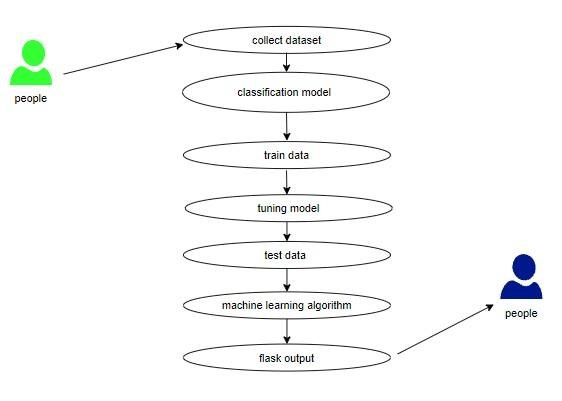 collect dataset
people
classification model
train data
tuning model
test data
machine learning algorithm
people
flask output